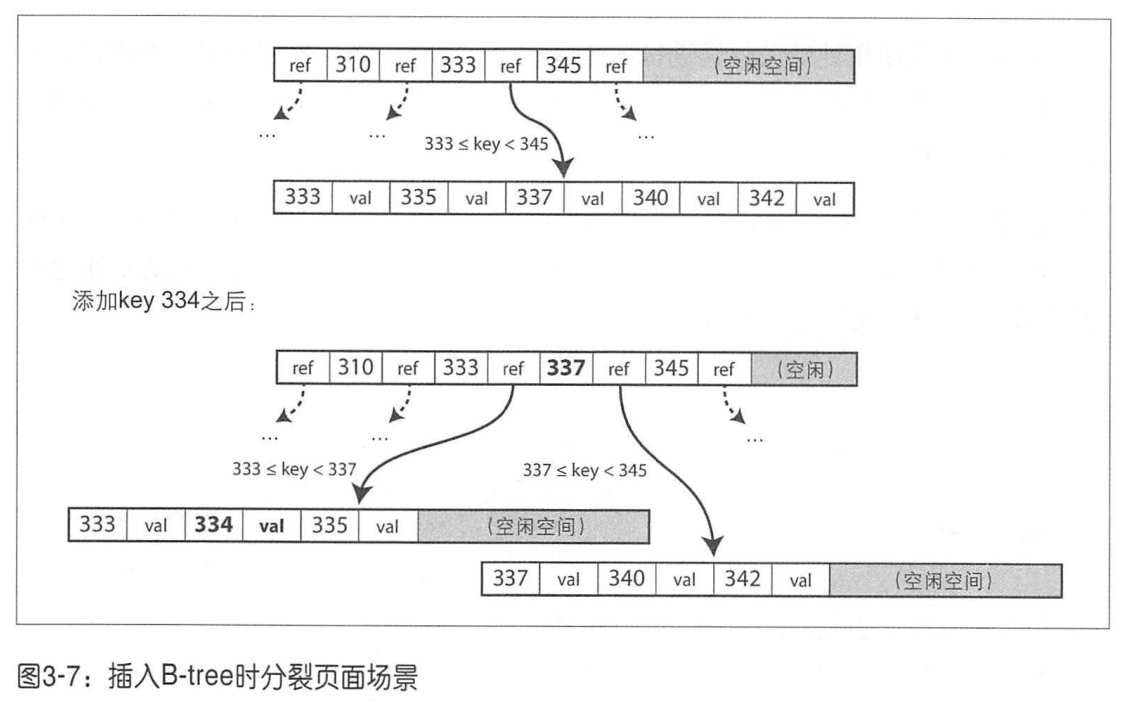 ref 310 ref 333 ref 345 ref (空闲空间)
... ... ...
333 ≤ key < 345
333 val 335 val 337 val 340 val 342 val
添加key 334之后:
ref 310 ref 333 ref 337 ref 345 ref (空闲)
... ... ...
333 ≤ key < 337 337 ≤ key < 345
333 val 334 val 335 val (空闲空间)
337 val 340 val 342 val (空闲空间)
图3-7：插入B-tree时分裂页面场景